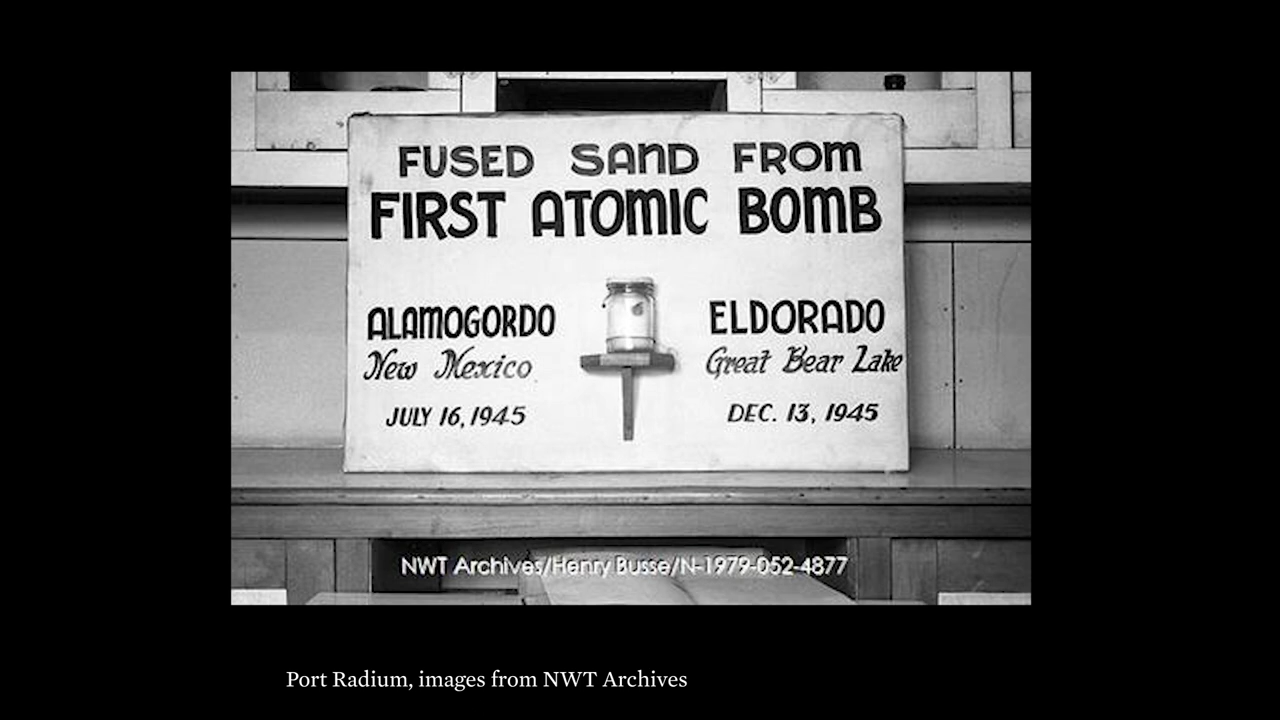 FUSED SAND FROM
FIRST ATOMIC BOMB
ALAMOGORDO
New Mexico
JULY 16, 1945
ELDORADO
Great Bear Lake
DEC. 13, 1945
NWT Archives/Henry Busse/N-1979-052-4877
Port Radium, images from NWT Archives